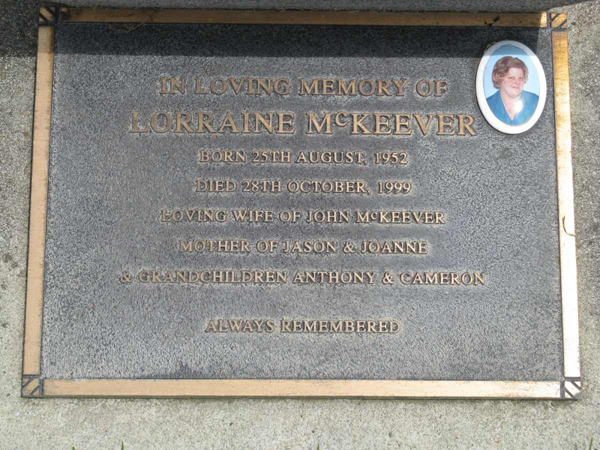 IN LOVING MEMORY OF
LORRAINE McKEEVER
BORN 25TH AUGUST, 1952
DIED 28TH OCTOBER, 1999
LOVING WIFE OF JOHN McKEEVER
MOTHER OF JASON & JOANNE
& GRANDCHILDREN ANTHONY & CAMERON
ALWAYS REMEMBERED